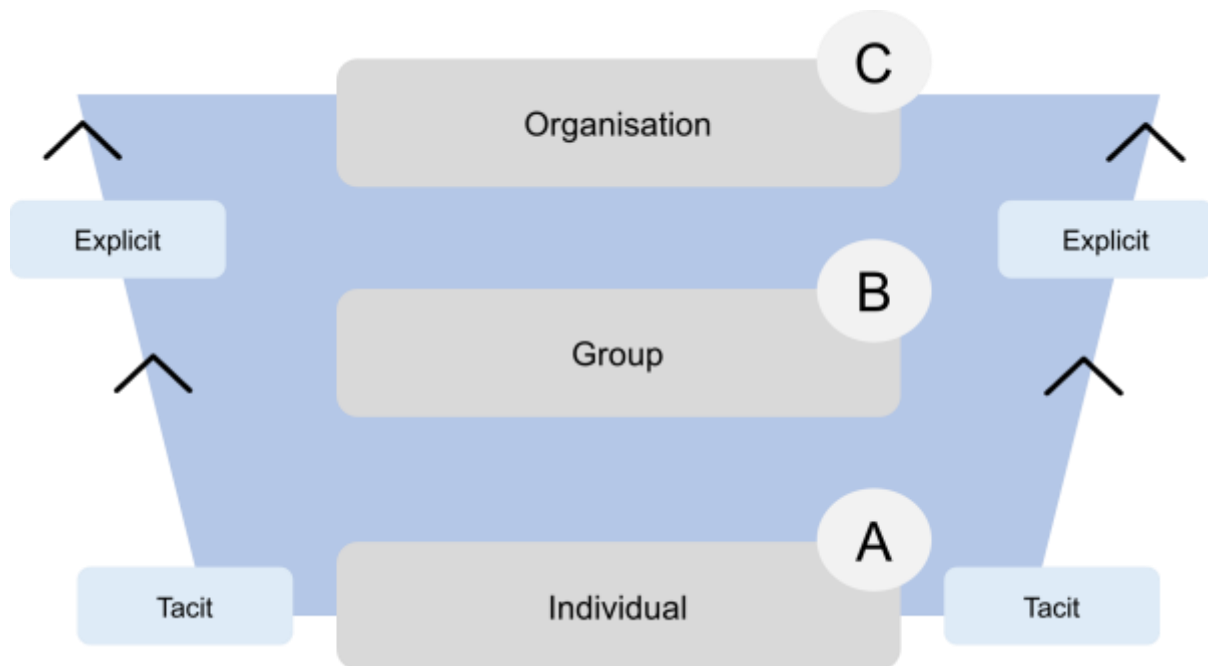 C
Organisation
Explicit
Explicit
B
Group
A
Tacit
Individual
Tacit